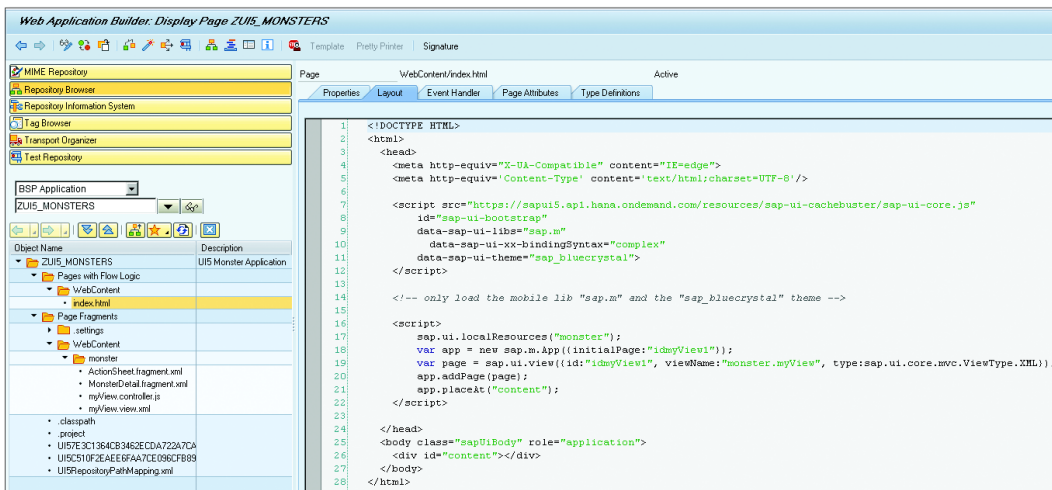 Web Application Builder: Display Page ZUI5_MONSTERS
Template Pretty Printer Signature
MIME Repository
Repository Browser
Repository Information System
Tag Browser
Transport Organizer
Test Repository
BSP Application
ZUI5_MONSTERS
Object Name Description
ZUI5_MONSTERS UI5 Monster Application
Pages with Flow Logic
WebContent
index.html
Page Fragments
.settings
WebContent
monster
ActionSheet.fragment.xml
MonsterDetail.fragment.xml
myView.controller.js
myView.view.xml
.classpath
.project
UI57E3C1364CB3462ECDA722A7CA
UI5C510F2EAEE6FAA7CE096CFB89
UI5RepositoryPathMapping.xml
Page WebContent/index.html Active
Properties Layout Event Handler Page Attributes Type Definitions
1 <!DOCTYPE HTML>
2 <html>
3 <head>
4 <meta http-equiv="X-UA-Compatible" content="IE=edge">
5 <meta http-equiv='Content-Type' content='text/html;charset=UTF-8'/>
6
7 <script src="https://sapui5.ap1.hana.ondemand.com/resources/sap-ui-cachebuster/sap-ui-core.js"
8 id="sap-ui-bootstrap"
9 data-sap-ui-libs="sap.m"
10 data-sap-ui-xx-bindingSyntax="complex"
11 data-sap-ui-theme="sap_bluecrystal">
12 </script>
13
14 <!-- only load the mobile lib "sap.m" and the "sap_bluecrystal" theme -->
15
16 <script>
17 sap.ui.localResources("monster");
18 var app = new sap.m.App({initialPage:"idmyView1"});
19 var page = sap.ui.view({id:"idmyView1", viewName:"monster.myView", type:sap.ui.core.mvc.ViewType.XML});
20 app.addPage(page);
21 app.placeAt("content");
22 </script>
23
24 </head>
25 <body class="sapUiBody" role="application">
26 <div id="content"></div>
27 </body>
28 </html>